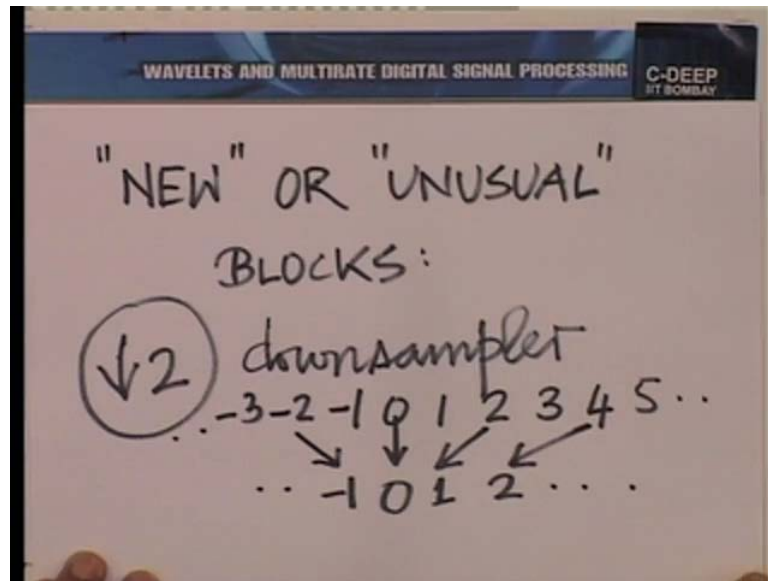 WAVELETS AND MULTIRATE DIGITAL SIGNAL PROCESSING
C-DEEP
IIT BOMBAY
"NEW" OR "UNUSUAL"
BLOCKS:
↓2 downsampler
..-3 -2 -1 0 1 2 3 4 5..
.. -1 0 1 2 ....